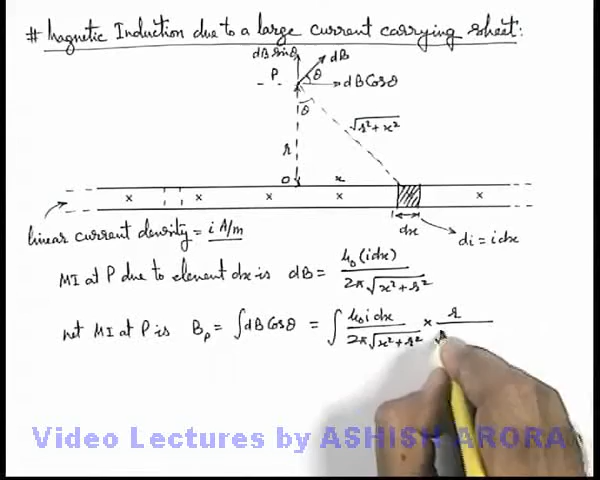 # Magnetic Induction due to a large current carrying sheet:
dB sinθ dB
P θ dB Cosθ
θ
√r²+x²
r
O x
x x x x x x
dx
linear current density = i A/m
di = idx
MI at P due to element dx is dB = μ₀(idx) / 2π√x²+r²
net MI at P is B_P = ∫dB Cosθ = ∫ μ₀idx / 2π√x²+r² × r / √
Video Lectures by ASHISH ARORA